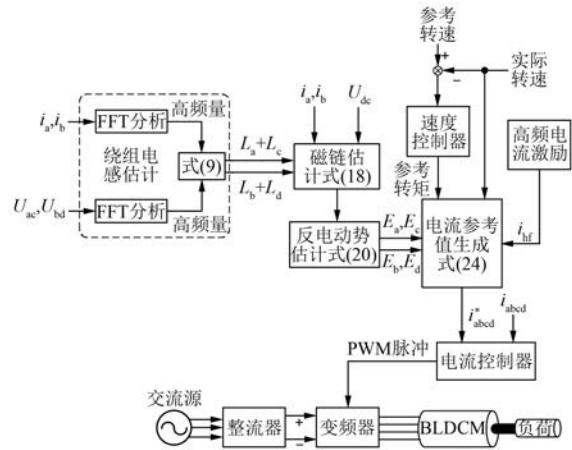 参考
转速
+
−
实际
转速
i_a,i_b
FFT分析
高频量
绕组电
感估计
式(9)
U_ac,U_bd
FFT分析
高频量
L_a+L_c
L_b+L_d
i_a,i_b
U_dc
磁链估
计式(18)
速度
控制器
参考
转矩
高频电
流激励
反电动势
估计式(20)
E_a,E_c
E_b,E_d
电流参考
值生成
式(24)
i_hf
i*_abcd
i_abcd
PWM脉冲
电流控制器
交流源
整流器
+
−
变频器
BLDCM
负荷